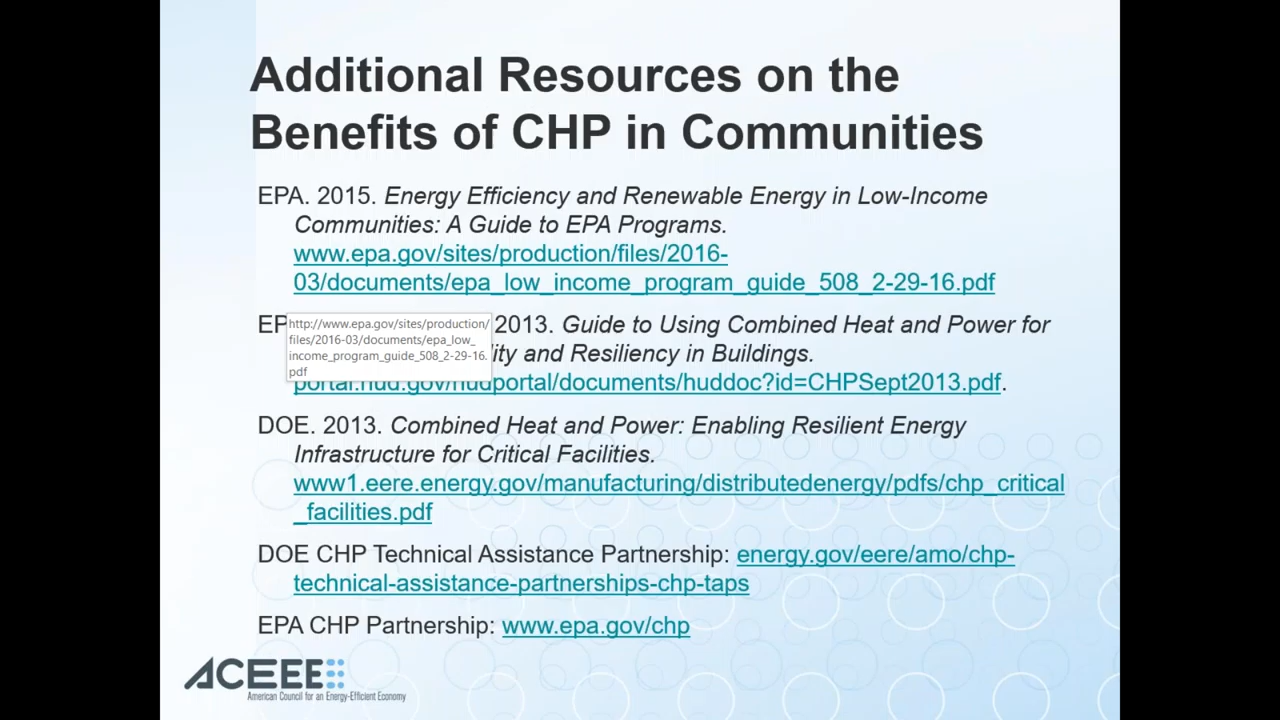 Additional Resources on the
Benefits of CHP in Communities
EPA. 2015. Energy Efficiency and Renewable Energy in Low-Income
Communities: A Guide to EPA Programs.
www.epa.gov/sites/production/files/2016-
03/documents/epa_low_income_program_guide_508_2-29-16.pdf
EP 2013. Guide to Using Combined Heat and Power for
http://www.epa.gov/sites/production/
files/2016-03/documents/epa_low_
income_program_guide_508_2-29-16.
pdf
lity and Resiliency in Buildings.
portal.hud.gov/hudportal/documents/huddoc?id=CHPSept2013.pdf.
DOE. 2013. Combined Heat and Power: Enabling Resilient Energy
Infrastructure for Critical Facilities.
www1.eere.energy.gov/manufacturing/distributedenergy/pdfs/chp_critical
_facilities.pdf
DOE CHP Technical Assistance Partnership: energy.gov/eere/amo/chp-
technical-assistance-partnerships-chp-taps
EPA CHP Partnership: www.epa.gov/chp
ACEEE
American Council for an Energy-Efficient Economy